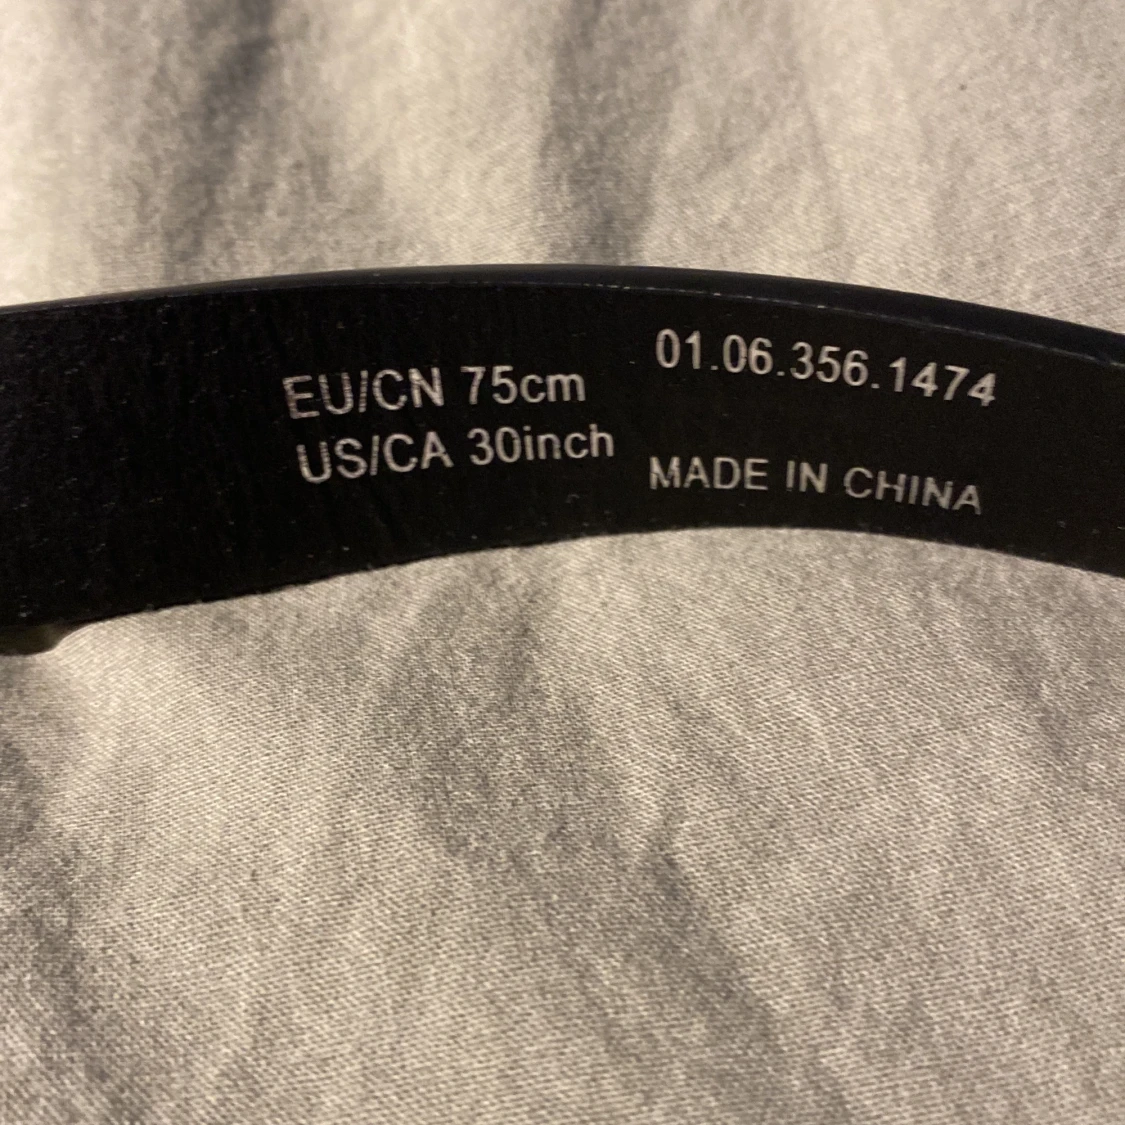 EU/CN 75cm
US/CA 30inch
01.06.356.1474
MADE IN CHINA